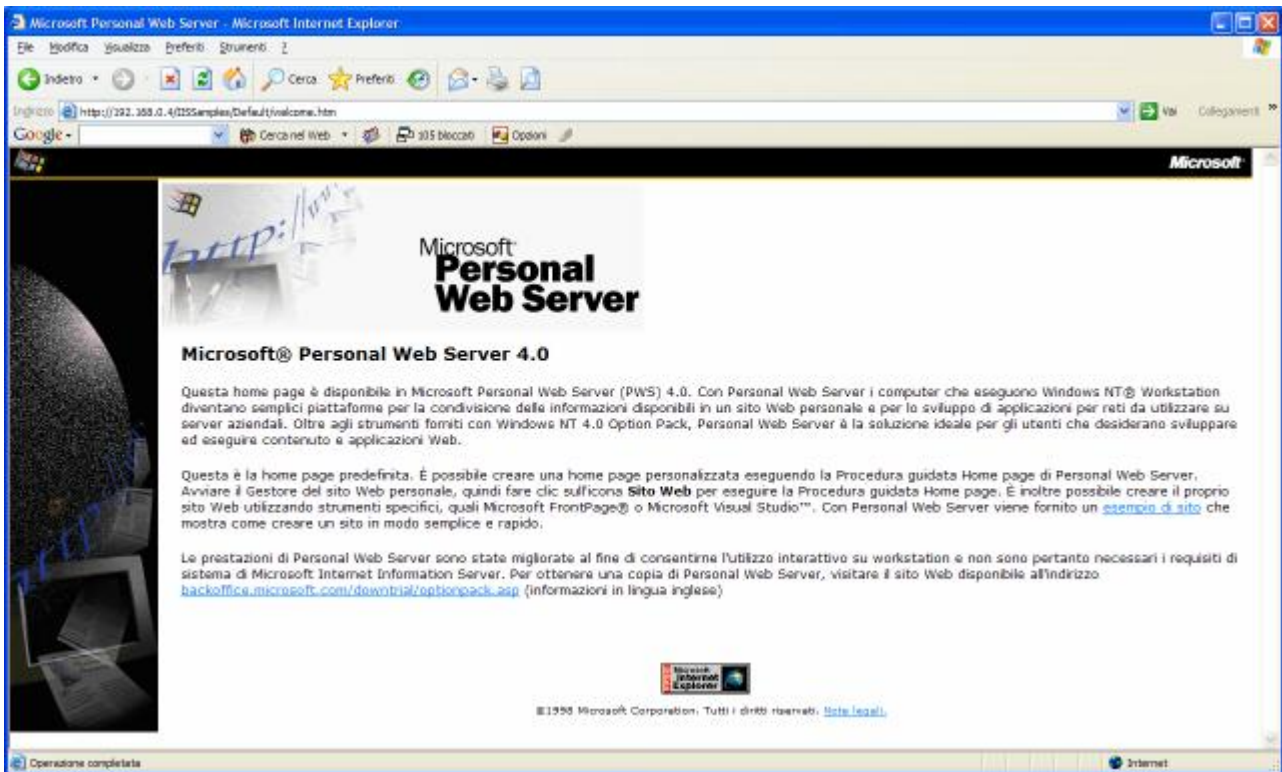 Microsoft Personal Web Server - Microsoft Internet Explorer
File Modifica Visualizza Preferiti Strumenti ?
Indietro Cerca Preferiti
Indirizzo http://192.168.0.4/IISSamples/Default/welcome.htm Vai Collegamenti »
Google Cerca nel Web 105 bloccati Opzioni
Microsoft
http://
Microsoft
Personal
Web Server
Microsoft® Personal Web Server 4.0
Questa home page è disponibile in Microsoft Personal Web Server (PWS) 4.0. Con Personal Web Server i computer che eseguono Windows NT® Workstation
diventano semplici piattaforme per la condivisione delle informazioni disponibili in un sito Web personale e per lo sviluppo di applicazioni per reti da utilizzare su
server aziendali. Oltre agli strumenti forniti con Windows NT 4.0 Option Pack, Personal Web Server è la soluzione ideale per gli utenti che desiderano sviluppare
ed eseguire contenuto e applicazioni Web.
Questa è la home page predefinita. É possibile creare una home page personalizzata eseguendo la Procedura guidata Home page di Personal Web Server.
Avviare il Gestore del sito Web personale, quindi fare clic sull'icona Sito Web per eseguire la Procedura guidata Home page. É inoltre possibile creare il proprio
sito Web utilizzando strumenti specifici, quali Microsoft FrontPage® o Microsoft Visual Studio™. Con Personal Web Server viene fornito un esempio di sito che
mostra come creare un sito in modo semplice e rapido.
Le prestazioni di Personal Web Server sono state migliorate al fine di consentirne l'utilizzo interattivo su workstation e non sono pertanto necessari i requisiti di
sistema di Microsoft Internet Information Server. Per ottenere una copia di Personal Web Server, visitare il sito Web disponibile all'indirizzo
backoffice.microsoft.com/downtrial/optionpack.asp (informazioni in lingua inglese)
Microsoft
Internet
Explorer
©1998 Microsoft Corporation. Tutti i diritti riservati. Note legali.
Operazione completata Internet